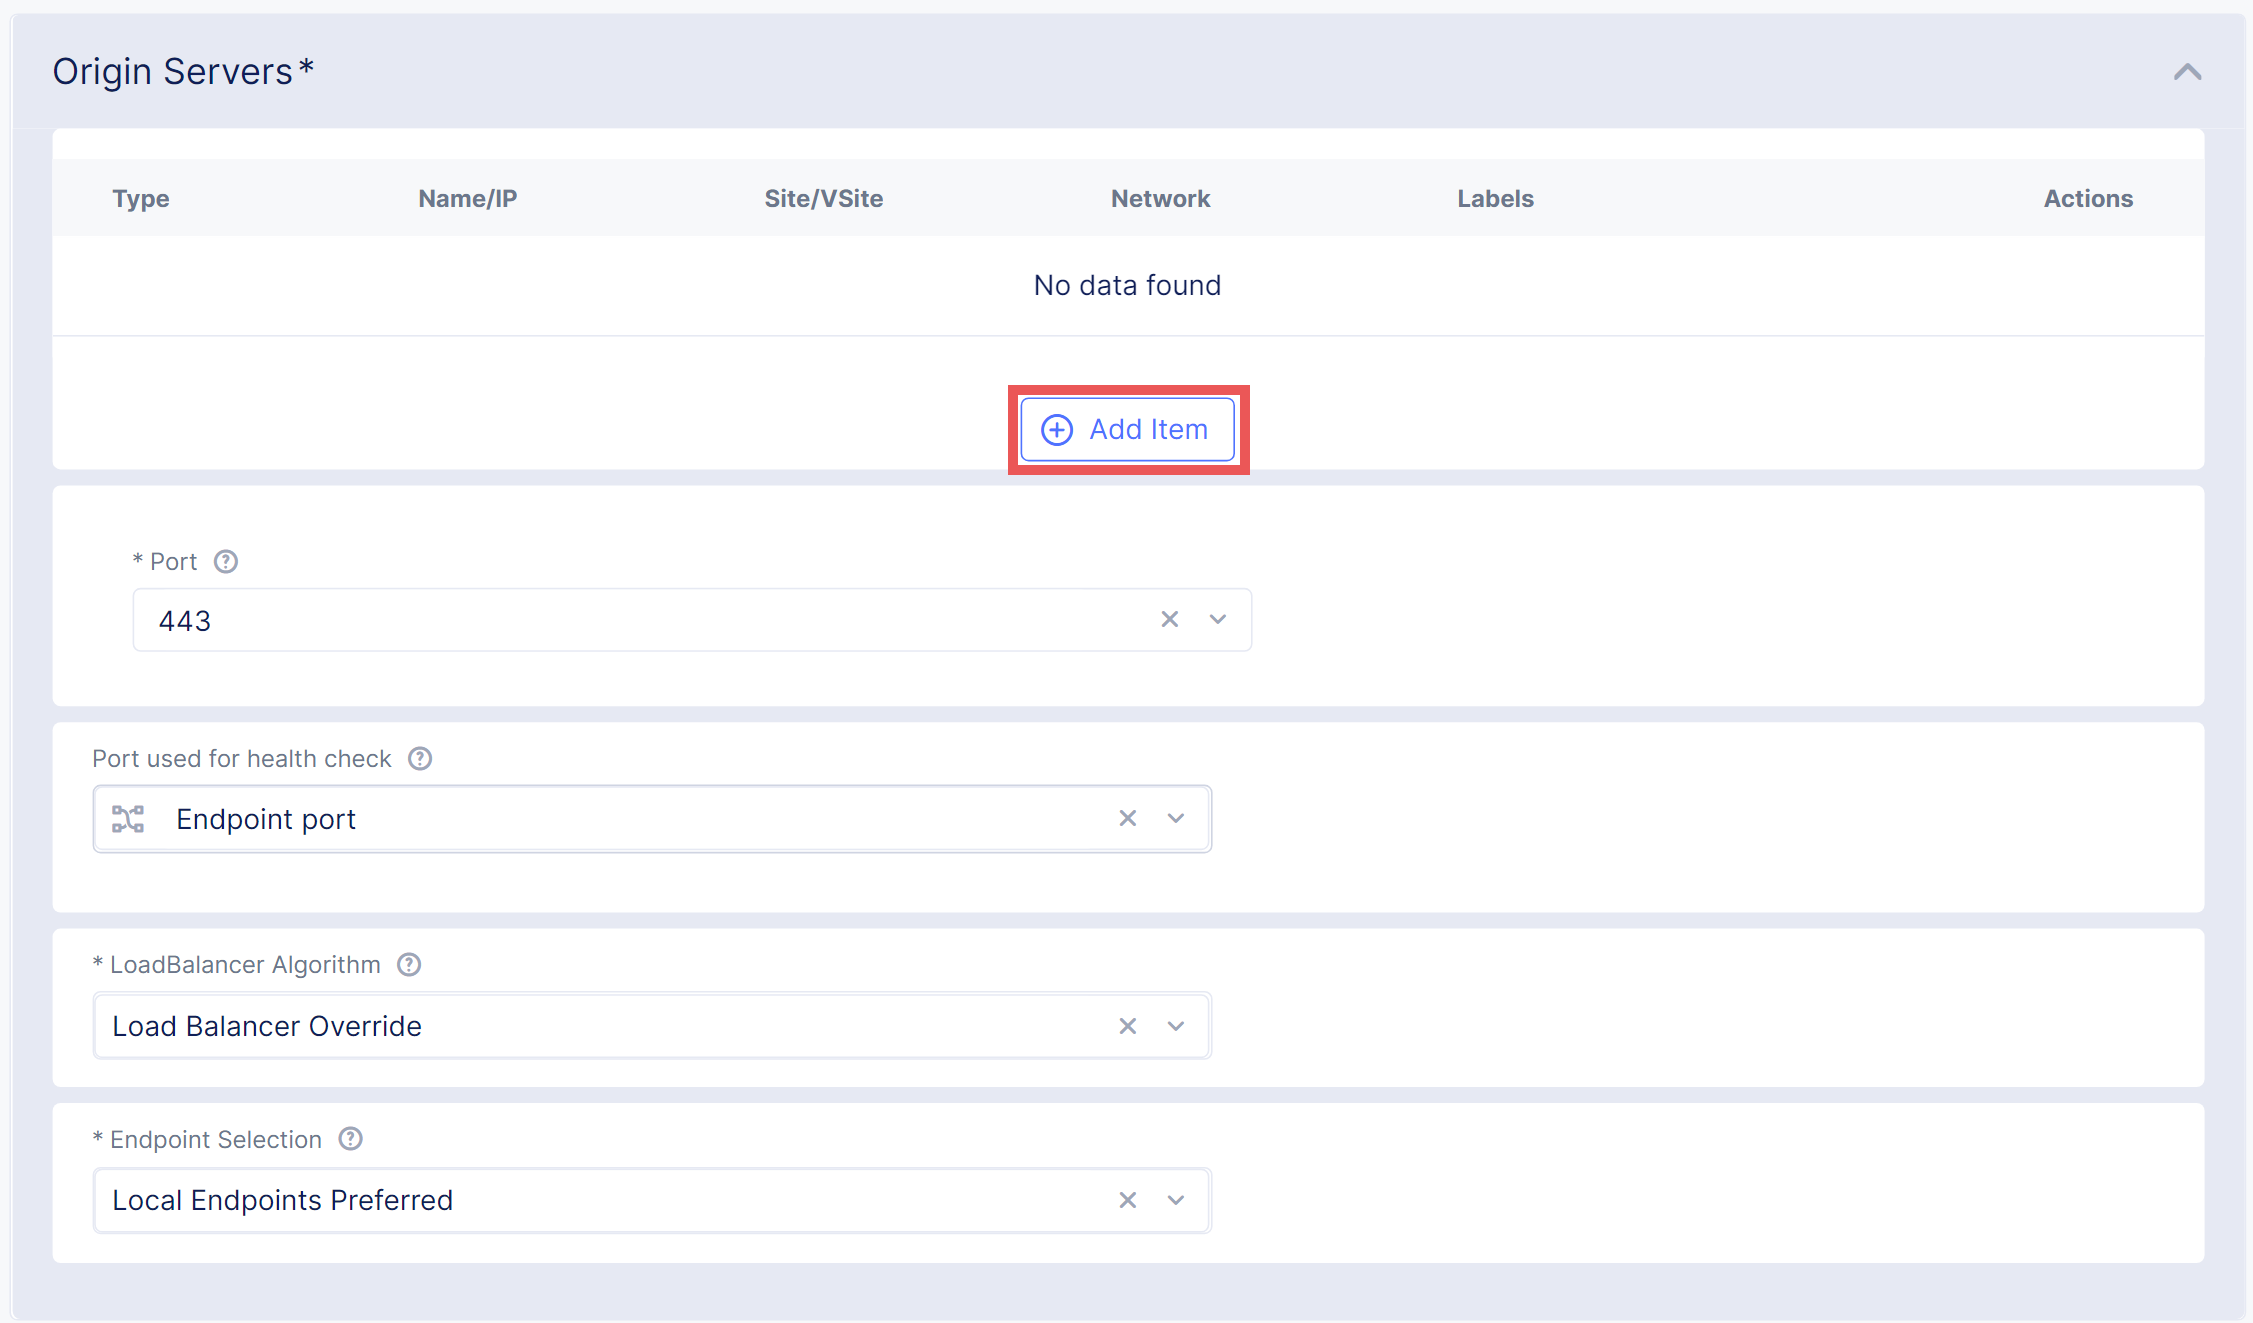 Origin Servers*
Type Name/IP Site/VSite Network Labels Actions
No data found
Add Item
* Port
443
Port used for health check
Endpoint port
* LoadBalancer Algorithm
Load Balancer Override
* Endpoint Selection
Local Endpoints Preferred